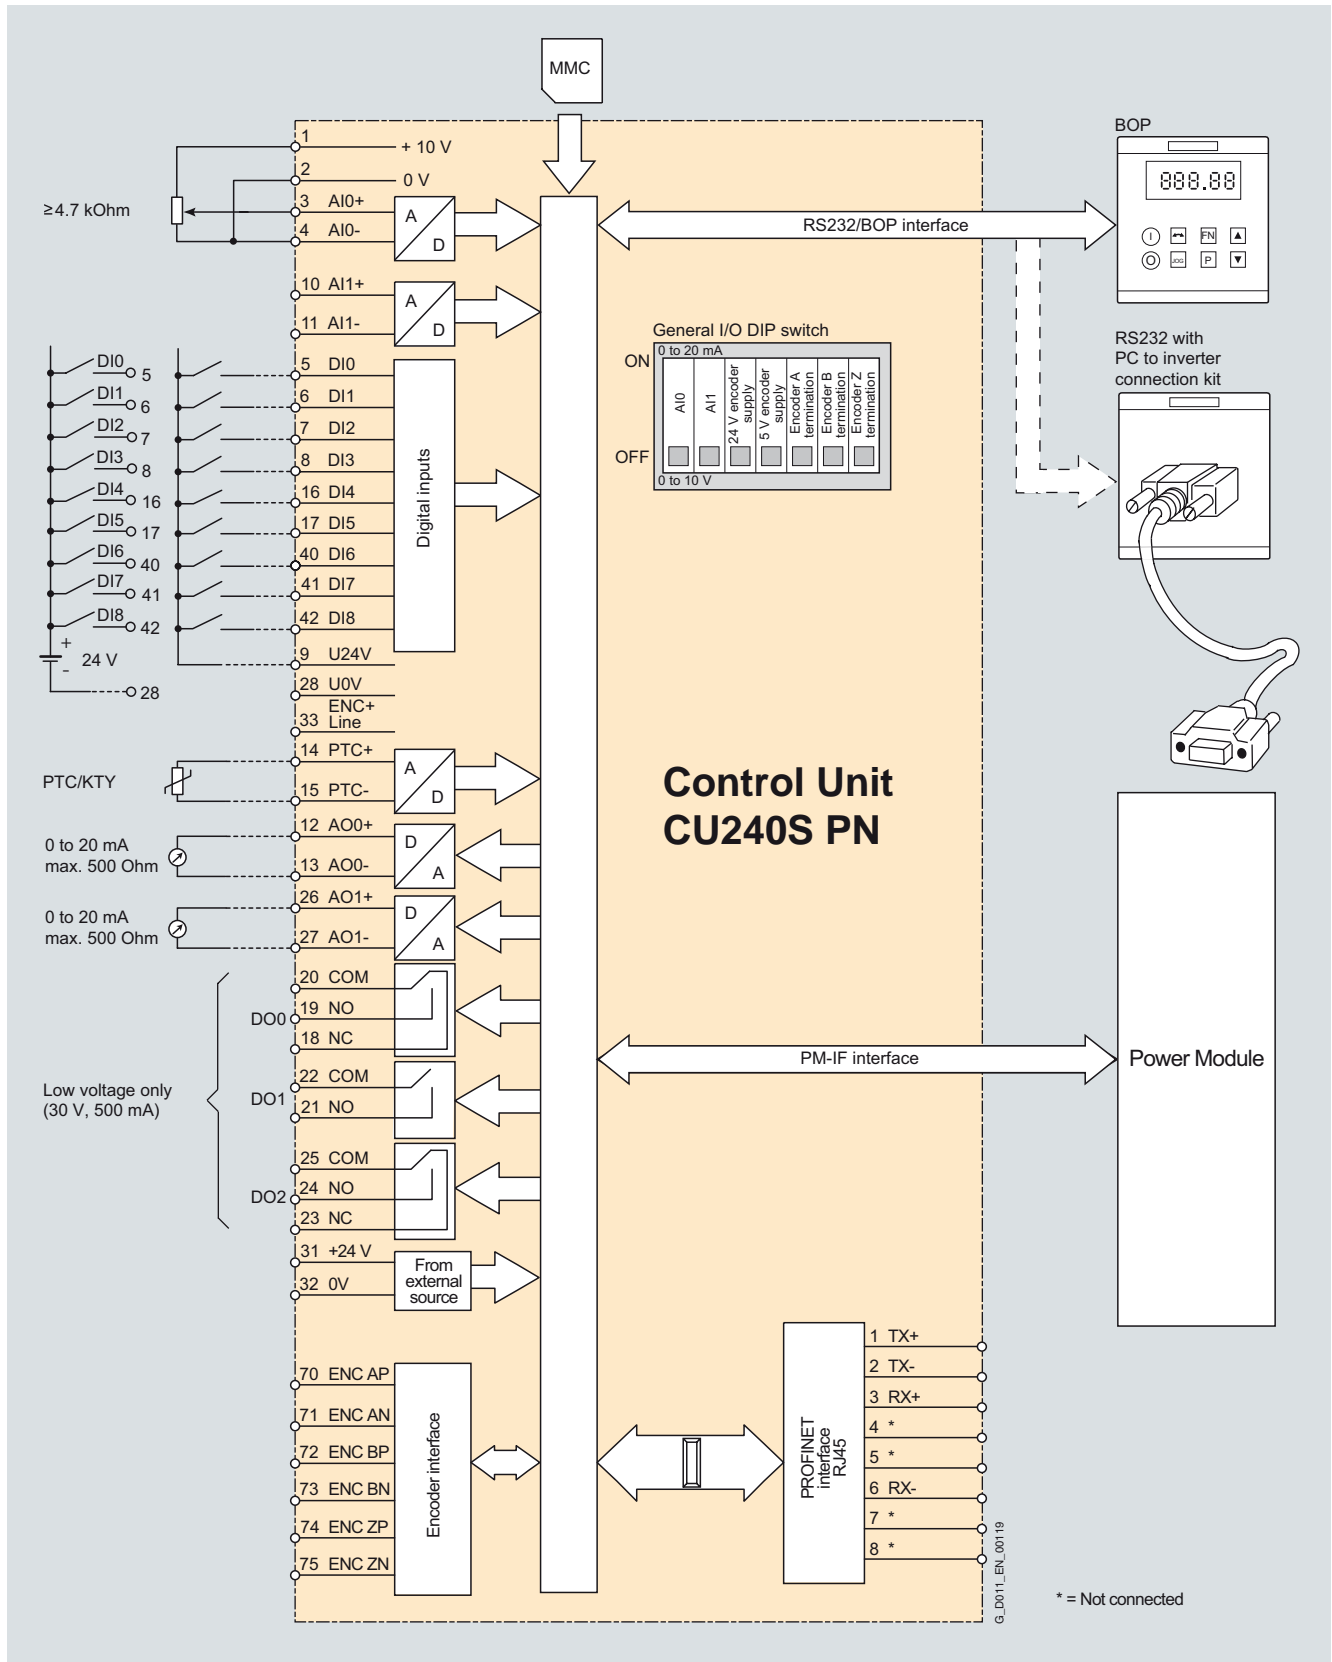 MMC
1
+ 10 V
2
0 V
≥4.7 kOhm
3 AI0+
4 AI0-
A
D
10 AI1+
11 AI1-
A
D
RS232/BOP interface
BOP
888.88
I
FN
O
JOG
P
RS232 with
PC to inverter
connection kit
General I/O DIP switch
ON
0 to 20 mA
AI0
AI1
24 V encoder
supply
5 V encoder
supply
Encoder A
termination
Encoder B
termination
Encoder Z
termination
OFF
0 to 10 V
DI0
5
DI1
6
DI2
7
DI3
8
DI4
16
DI5
17
DI6
40
DI7
41
DI8
42
+
-
24 V
28
5 DI0
6 DI1
7 DI2
8 DI3
16 DI4
17 DI5
40 DI6
41 DI7
42 DI8
Digital inputs
9 U24V
28 U0V
ENC+
33 Line
PTC/KTY
14 PTC+
15 PTC-
A
D
0 to 20 mA
max. 500 Ohm
12 AO0+
13 AO0-
D
A
0 to 20 mA
max. 500 Ohm
26 AO1+
27 AO1-
D
A
Control Unit
CU240S PN
Low voltage only
(30 V, 500 mA)
DO0
20 COM
19 NO
18 NC
DO1
22 COM
21 NO
DO2
25 COM
24 NO
23 NC
PM-IF interface
Power Module
31 +24 V
32 0V
From
external
source
70 ENC AP
71 ENC AN
72 ENC BP
73 ENC BN
74 ENC ZP
75 ENC ZN
Encoder interface
PROFINET
interface
RJ45
1 TX+
2 TX-
3 RX+
4 *
5 *
6 RX-
7 *
8 *
G_D011_EN_00119
* = Not connected